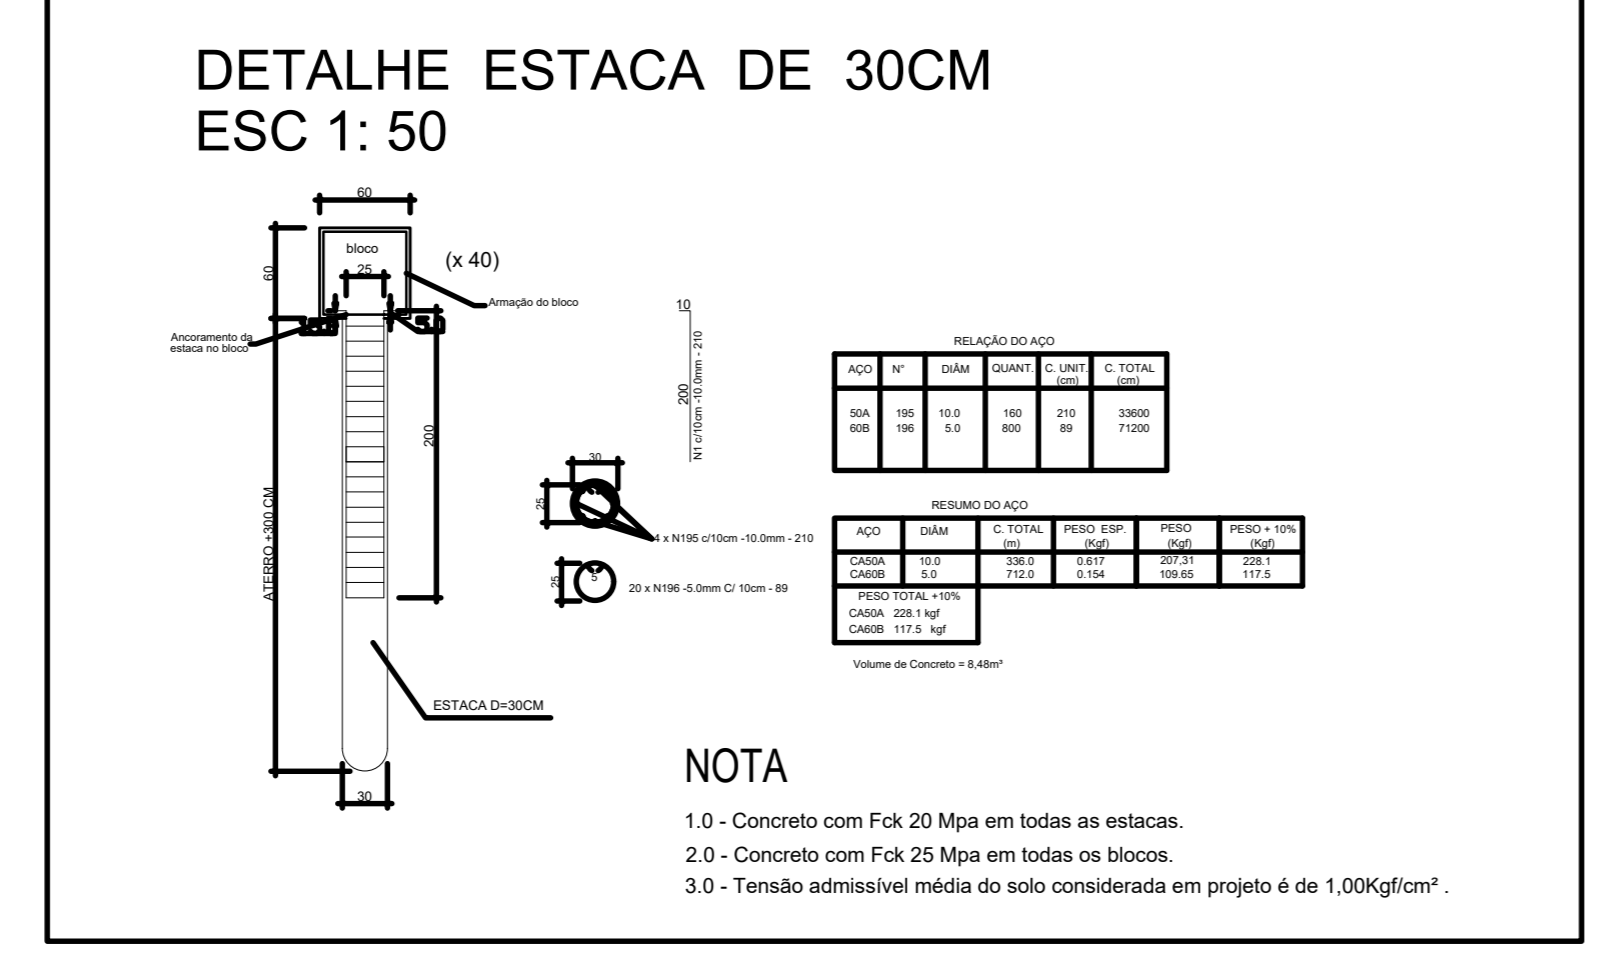 DETALHE ESTACA DE 30CM
ESC 1: 50
60
60
bloco
25
(x 40)
Armação do bloco
Ancoramento da
estaca no bloco
200
ATERRO +300 CM
ESTACA D=30CM
30
10
200
N1 c/10cm -10.0mm - 210
30
25
4 x N195 c/10cm -10.0mm - 210
25
5
20 x N196 -5.0mm C/ 10cm - 89
RELAÇÃO DO AÇO
AÇO N° DIÂM QUANT. C. UNIT. (cm) C. TOTAL (cm)
50A 195 10.0 160 210 33600
60B 196 5.0 800 89 71200
RESUMO DO AÇO
AÇO DIÂM C. TOTAL (m) PESO ESP. (Kgf) PESO (Kgf) PESO + 10% (Kgf)
CA50A 10.0 336.0 0.617 207,31 228.1
CA60B 5.0 712.0 0.154 109.65 117.5
PESO TOTAL +10%
CA50A 228.1 kgf
CA60B 117.5 kgf
Volume de Concreto = 8,48m³
NOTA
1.0 - Concreto com Fck 20 Mpa em todas as estacas.
2.0 - Concreto com Fck 25 Mpa em todas os blocos.
3.0 - Tensão admissível média do solo considerada em projeto é de 1,00Kgf/cm² .